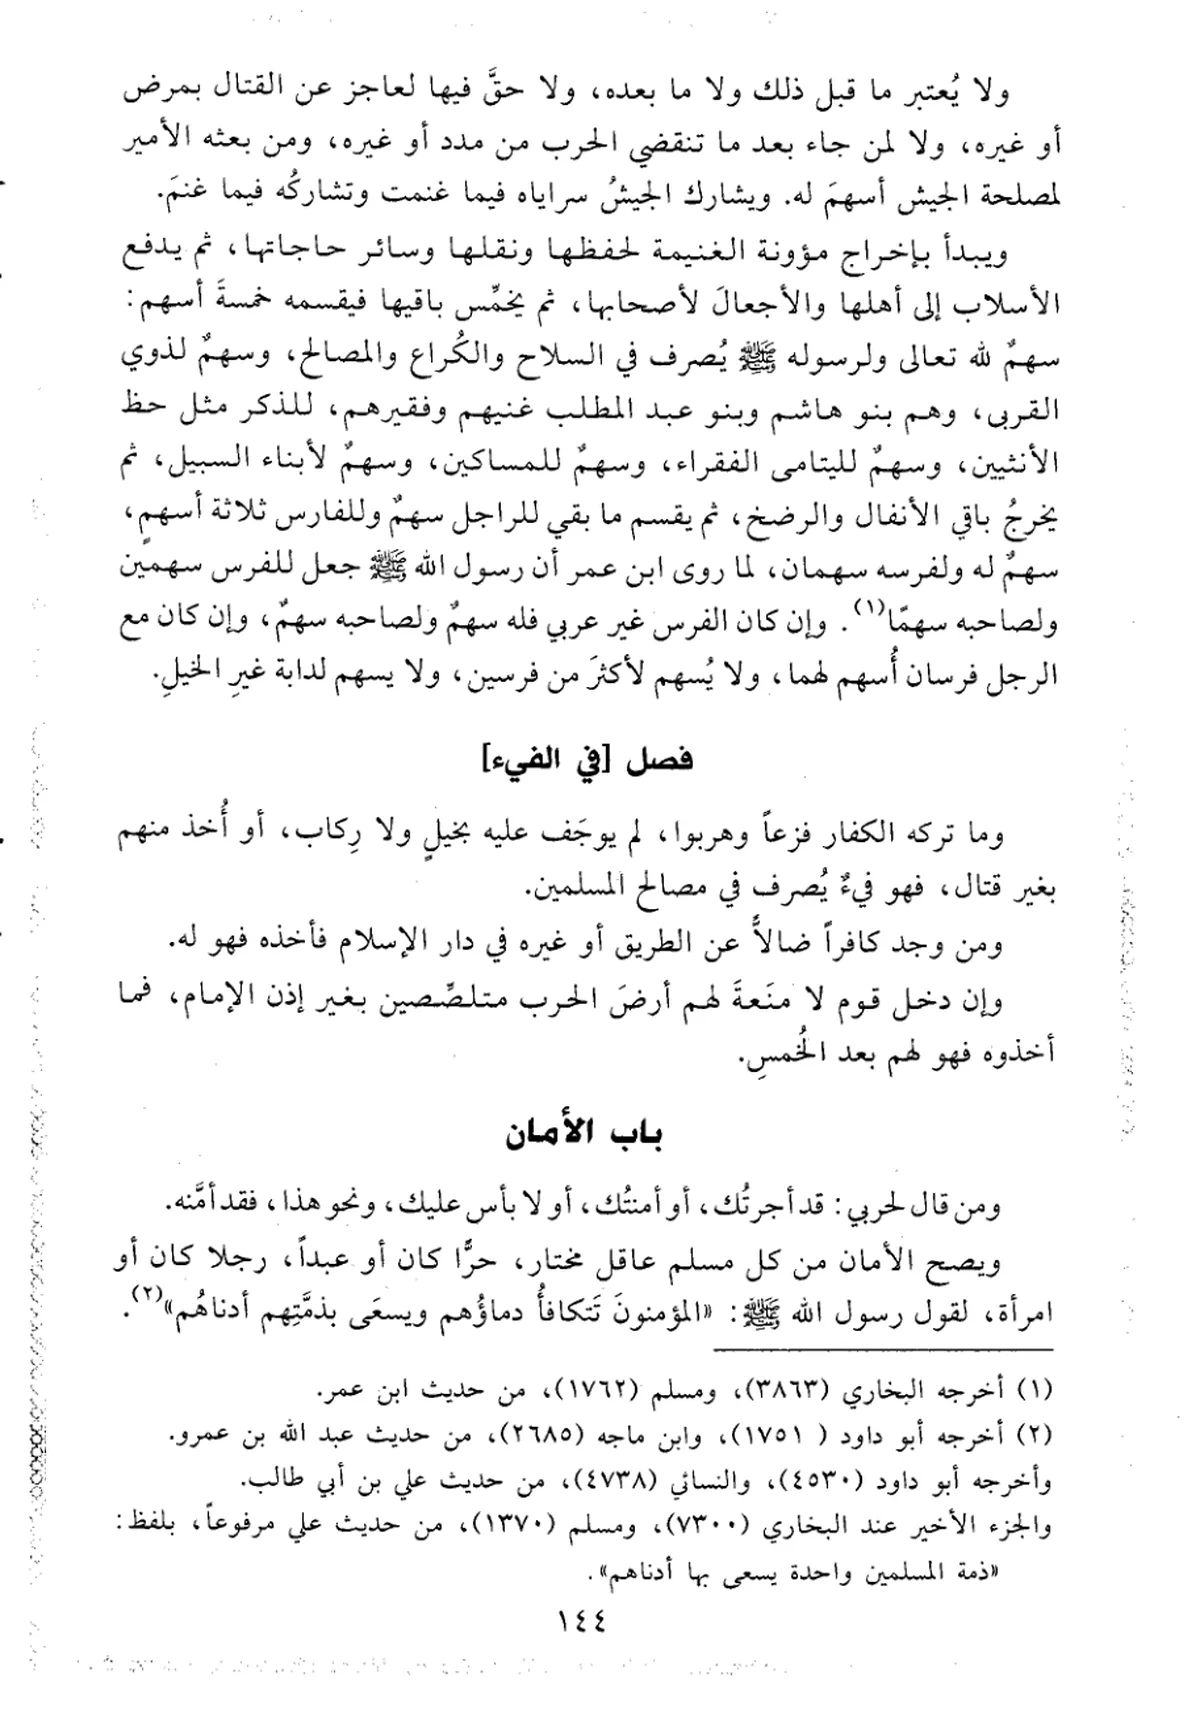 ولا يُعتبر ما قبل ذلك ولا ما بعده، ولا حقَّ فيها لعاجز عن القتال بمرض
أو غيره، ولا لمن جاء بعد ما تنقضي الحرب من مدد أو غيره، ومن بعثه الأمير
لمصلحة الجيش أسهمَ له. ويشارك الجيشُ سراياه فيما غنمت وتشاركُه فيما غنمَ.
ويبدأ بإخراج مؤونة الغنيمة لحفظها ونقلها وسائر حاجاتها، ثم يدفع
الأسلاب إلى أهلها والأجعالَ لأصحابها، ثم يخمِّس باقيها فيقسمه خمسةَ أسهم:
سهمٌ لله تعالى ولرسوله ﷺ يُصرف في السلاح والكُراع والمصالح، وسهمٌ لذوي
القربى، وهم بنو هاشم وبنو عبد المطلب غنيهم وفقيرهم، للذكر مثل حظ
الأنثيين، وسهمٌ لليتامى الفقراء، وسهمٌ للمساكين، وسهمٌ لأبناء السبيل، ثم
يخرجُ باقي الأنفال والرضخ، ثم يقسم ما بقي للراجل سهمٌ وللفارس ثلاثة أسهمٍ،
سهمٌ له ولفرسه سهمان، لما روى ابن عمر أن رسول الله ﷺ جعل للفرس سهمين
ولصاحبه سهمًا(١). وإن كان الفرس غير عربي فله سهمٌ ولصاحبه سهمٌ، وإن كان مع
الرجل فرسان أُسهم لهما، ولا يُسهم لأكثرَ من فرسين، ولا يسهم لدابة غيرِ الخيلِ.
فصل [في الفيء]
وما تركه الكفار فزعاً وهربوا، لم يوجَف عليه بخيلٍ ولا رِكاب، أو أُخذ منهم
بغير قتال، فهو فيءٌ يُصرف في مصالح المسلمين.
ومن وجد كافراً ضالاًّ عن الطريق أو غيره في دار الإسلام فأخذه فهو له.
وإن دخل قوم لا منَعةَ لهم أرضَ الحرب متلصِّصين بغير إذن الإمام، فما
أخذوه فهو لهم بعد الخُمسِ.
باب الأمان
ومن قال لحربي: قد أجرتُك، أو أمنتُك، أو لا بأس عليك، ونحو هذا، فقد أمَّنه.
ويصح الأمان من كل مسلم عاقل مختار، حرًّا كان أو عبداً، رجلا كان أو
امرأة، لقول رسول الله ﷺ: «المؤمنونَ تَتكافأُ دماؤُهم ويسعَى بذمَّتِهم أدناهُم»(٢).
(١) أخرجه البخاري (٣٨٦٣)، ومسلم (١٧٦٢)، من حديث ابن عمر.
(٢) أخرجه أبو داود ( ١٧٥١)، وابن ماجه (٢٦٨٥)، من حديث عبد الله بن عمرو.
وأخرجه أبو داود (٤٥٣٠)، والنسائي (٤٧٣٨)، من حديث علي بن أبي طالب.
والجزء الأخير عند البخاري (٧٣٠٠)، ومسلم (١٣٧٠)، من حديث علي مرفوعاً، بلفظ:
«ذمة المسلمين واحدة يسعى بها أدناهم».
١٤٤